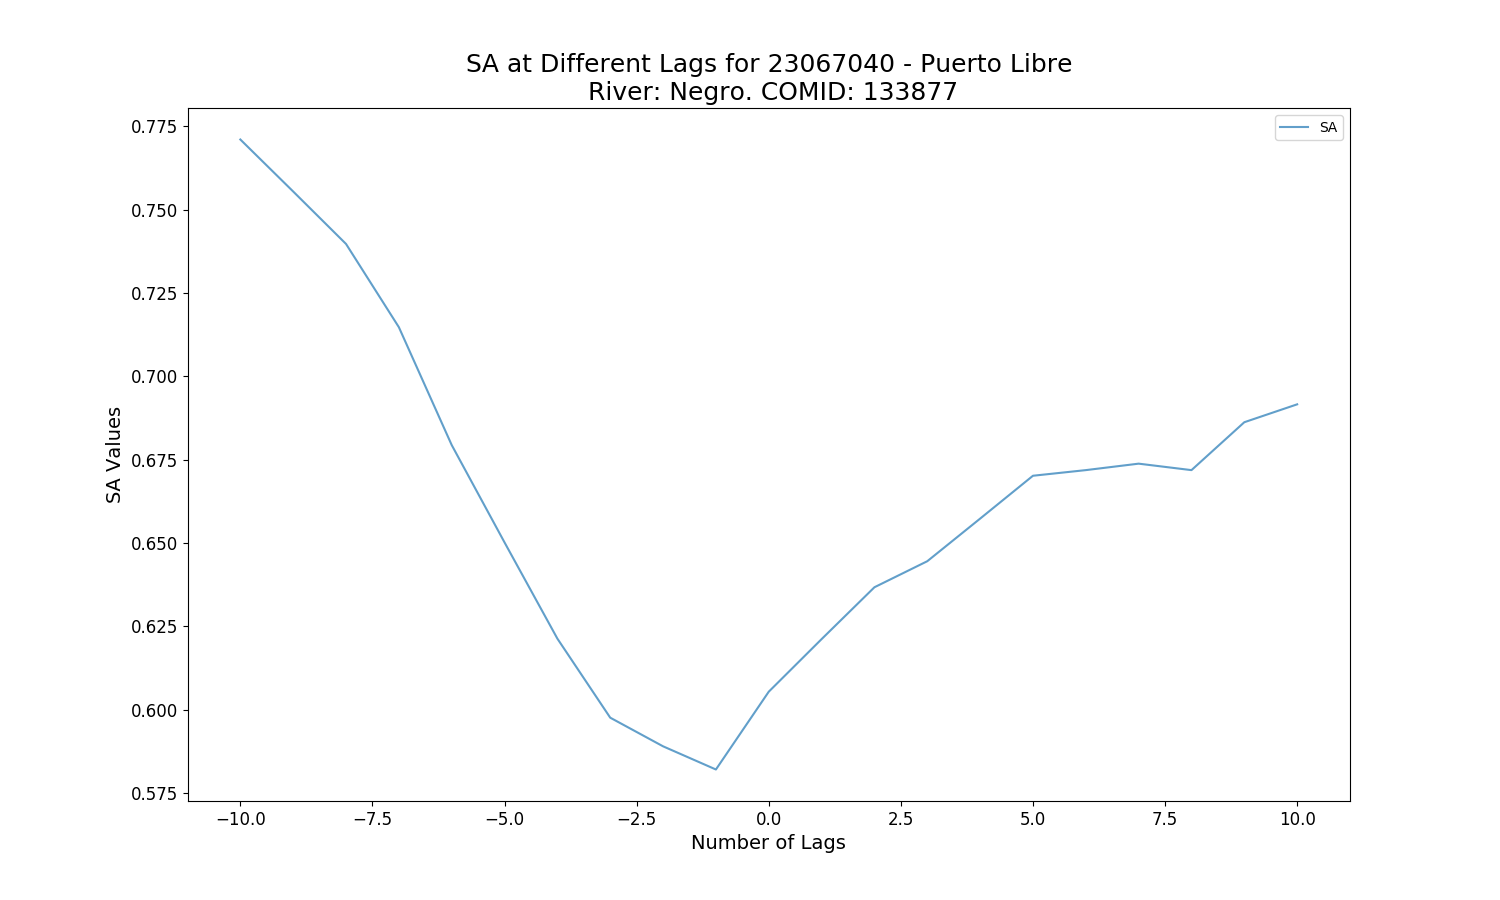 SA at Different Lags for 23067040 - Puerto Libre
River: Negro. COMID: 133877
SA
0.775
0.750
0.725
0.700
0.675
0.650
0.625
0.600
0.575
SA Values
−10.0 −7.5 −5.0 −2.5 0.0 2.5 5.0 7.5 10.0
Number of Lags